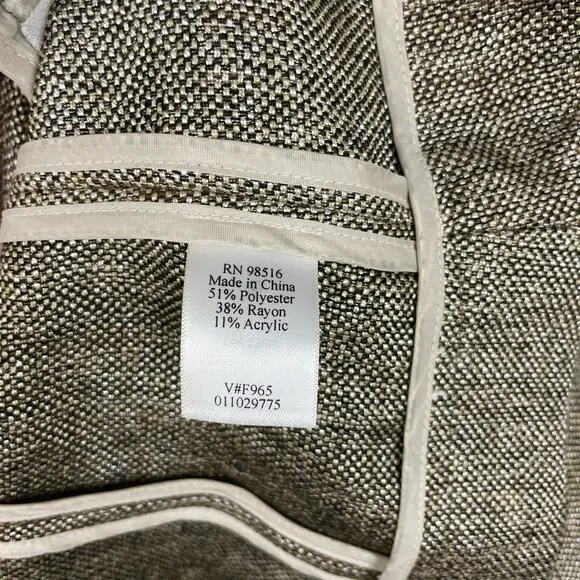 RN 98516
Made in China
51% Polyester
38% Rayon
11% Acrylic
V#F965
011029775